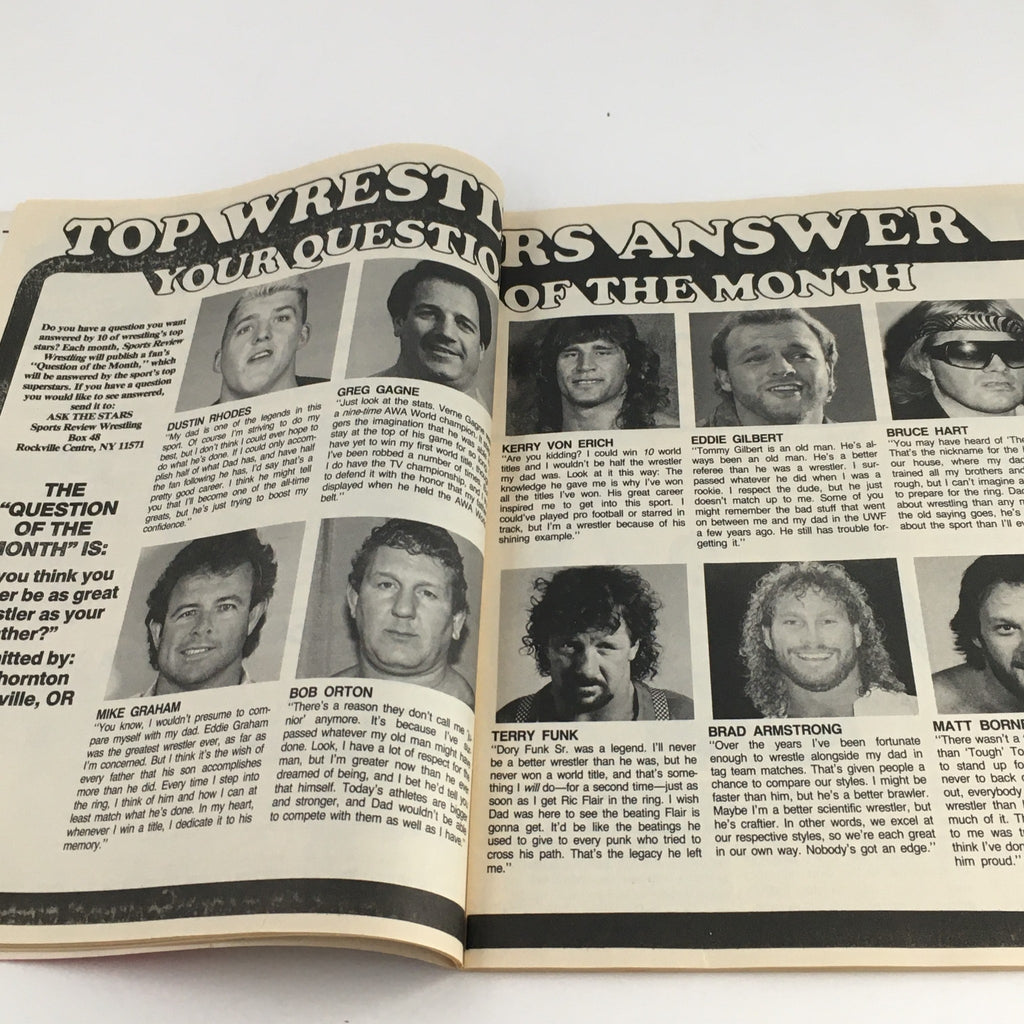 TOP WRESTL RS ANSWER
YOUR QUESTIO OF THE MONTH
Do you have a question you want
answered by 10 of wrestling's top
stars? Each month, Sports Review
Wrestling will publish a fan's
"Question of the Month," which
will be answered by the sport's top
superstars. If you have a question
you would like to see answered,
send it to:
ASK THE STARS
Sports Review Wrestling
Box 48
Rockville Centre, NY 11571
THE
"QUESTION
OF THE
MONTH" IS:
you think you
be as great
as your
itted by:
ville, OR
DUSTIN RHODES
"My dad is one of the legends in this
sport. Of course I'm striving to do my
best, but I don't think I could ever hope to
do what he's done. If I could only accom-
plish half of what Dad has, and have half
the fan following he has, I'd say that's a
pretty good career. I think he might tell
you that I'll become one of the all-time
greats, but he's just trying to boost my
confidence."
GREG GAGNE
"Just look at the stats. Verne Gagne
a nine-time AWA World champion.
gers the imagination that he was able
stay at the top of his game for so
have yet to win my first world title,
I've been robbed a number of times
I do have the TV championship, and
to defend it with the honor that my
displayed when he held the AWA
belt."
MIKE GRAHAM
"You know, I wouldn't presume to com-
pare myself with my dad. Eddie Graham
was the greatest wrestler ever, as far as
I'm concerned. But I think it's the wish of
every father that his son accomplishes
more than he did. Every time I step into
the ring, I think of him and how I can at
least match what he's done. In my heart,
whenever I win a title, I dedicate it to his
memory."
BOB ORTON
"There's a reason they don't call me 'Ju-
nior' anymore. It's because I've
passed whatever my old man might have
done. Look, I have a lot of respect for the
man, but I'm greater now than he ever
dreamed of being, and I bet he'd tell you
that himself. Today's athletes are bigger
and stronger, and Dad wouldn't be able
to compete with them as well as I have."
KERRY VON ERICH
"Are you kidding? I could win 10 world
titles and I wouldn't be half the wrestler
my dad was. Look at it this way: The
knowledge he gave me is why I've won
all the titles I've won. His great career
inspired me to get into this sport. I
could've played pro football or starred in
track, but I'm a wrestler because of his
shining example."
EDDIE GILBERT
"Tommy Gilbert is an old man. He's al-
ways been an old man. He's a better
referee than he was a wrestler. I sur-
passed whatever he did when I was a
rookie. I respect the dude, but he just
doesn't match up to me. Some of you
might remember the bad stuff that went
on between me and my dad in the UWF
a few years ago. He still has trouble for-
getting it."
BRUCE HART
"You may have heard of 'The
That's the nickname for the
our house, where my dad
trained all my brothers and
rough, but I can't imagine a
to prepare for the ring. Dad
about wrestling than any
the old saying goes, he's
about the sport than I'll
TERRY FUNK
"Dory Funk Sr. was a legend. I'll never
be a better wrestler than he was, but he
never won a world title, and that's some-
thing I will do—for a second time—just as
soon as I get Ric Flair in the ring. I wish
Dad was here to see the beating Flair is
gonna get. It'd be like the beatings he
used to give to every punk who tried to
cross his path. That's the legacy he left
me."
BRAD ARMSTRONG
"Over the years I've been fortunate
enough to wrestle alongside my dad in
tag team matches. That's given people a
chance to compare our styles. I might be
faster than him, but he's a better brawler.
Maybe I'm a better scientific wrestler, but
he's craftier. In other words, we excel at
our respective styles, so we're each great
in our own way. Nobody's got an edge."
MATT BORNE
"There wasn't a
than 'Tough' To
to stand up fo
never to back
out, everybody
wrestler than
much of it. Th
to me was
think I've don
him proud."